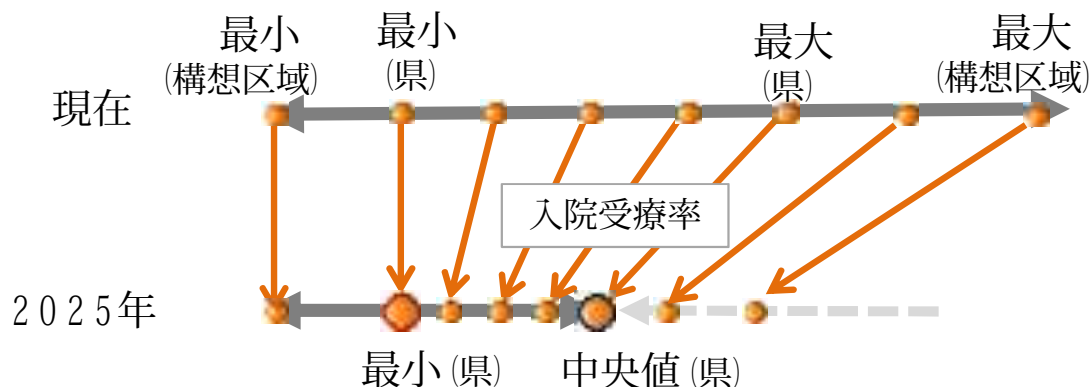 最小
(構想区域)
最小
(県)
最大
(県)
最大
(構想区域)
現在
入院受療率
2025年
最小(県)
中央値(県)